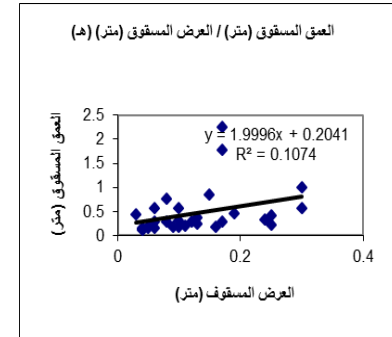 العمق المسقوق (متر) / العرض المسقوق (متر) (هـ)
العمق المسقوق (متر)
2.5
2
1.5
1
0.5
0
y = 1.9996x + 0.2041
R² = 0.1074
0
0.2
0.4
العرض المسقوف (متر)